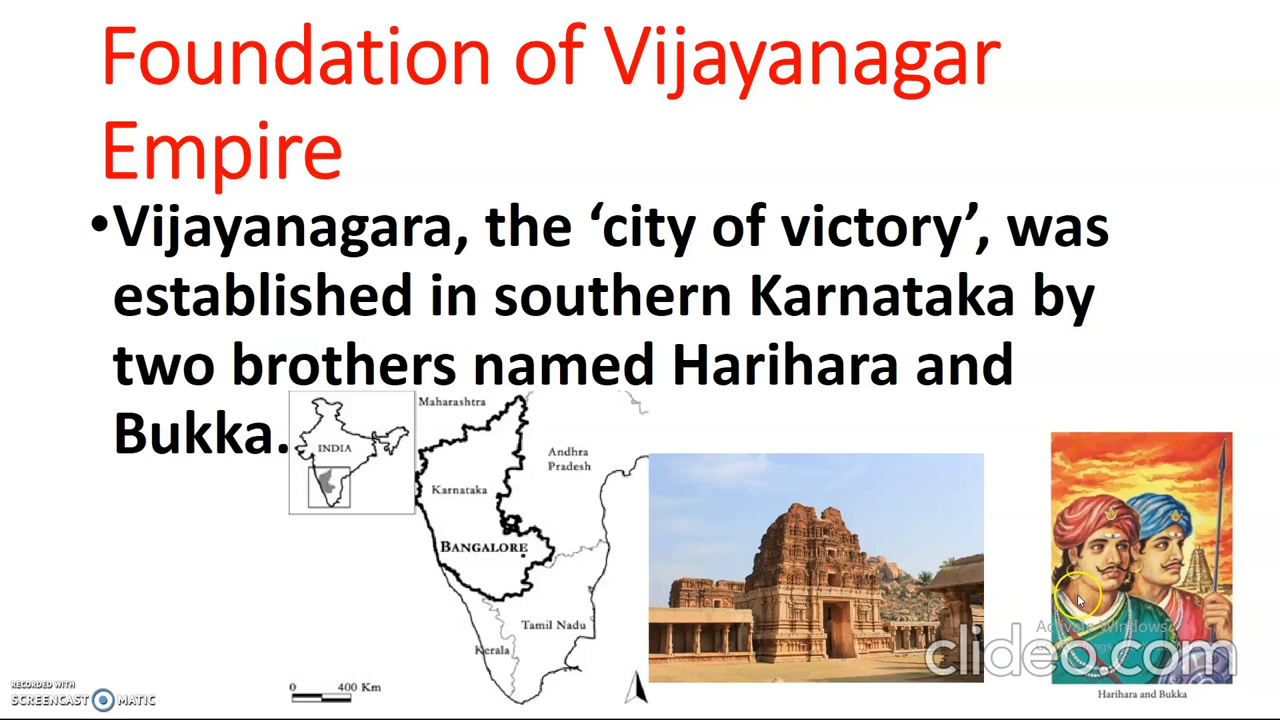 Foundation of Vijayanagar
Empire
•Vijayanagara, the ‘city of victory’, was
established in southern Karnataka by
two brothers named Harihara and
Bukka.
Maharashtra
INDIA
Andhra
Pradesh
Karnataka
BANGALORE
Tamil Nadu
Kerala
0 400 Km
Activate Windows
clideo.com
Harihara and Bukka
RECORDED WITH
SCREENCAST MATIC